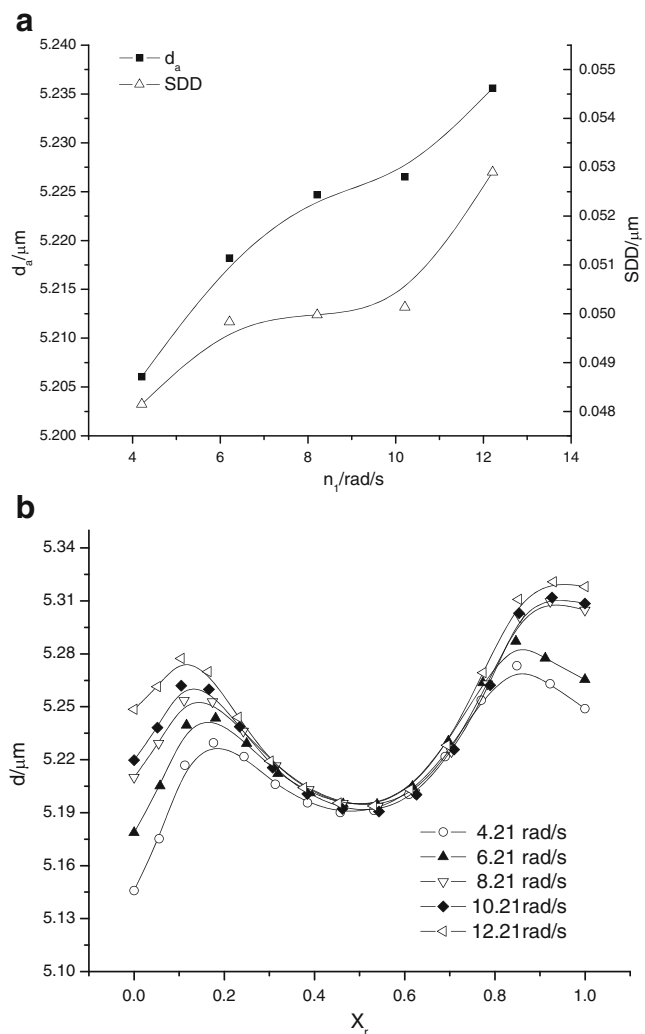 a
5.240
5.235
5.230
5.225
5.220
5.215
5.210
5.205
5.200
dₐ/μm
dₐ
SDD
0.055
0.054
0.053
0.052
0.051
0.050
0.049
0.048
SDD/μm
4 6 8 10 12 14
n₁/rad/s
b
5.34
5.31
5.28
5.25
5.22
5.19
5.16
5.13
5.10
d/μm
4.21 rad/s
6.21 rad/s
8.21 rad/s
10.21rad/s
12.21rad/s
0.0 0.2 0.4 0.6 0.8 1.0
Xᵣ